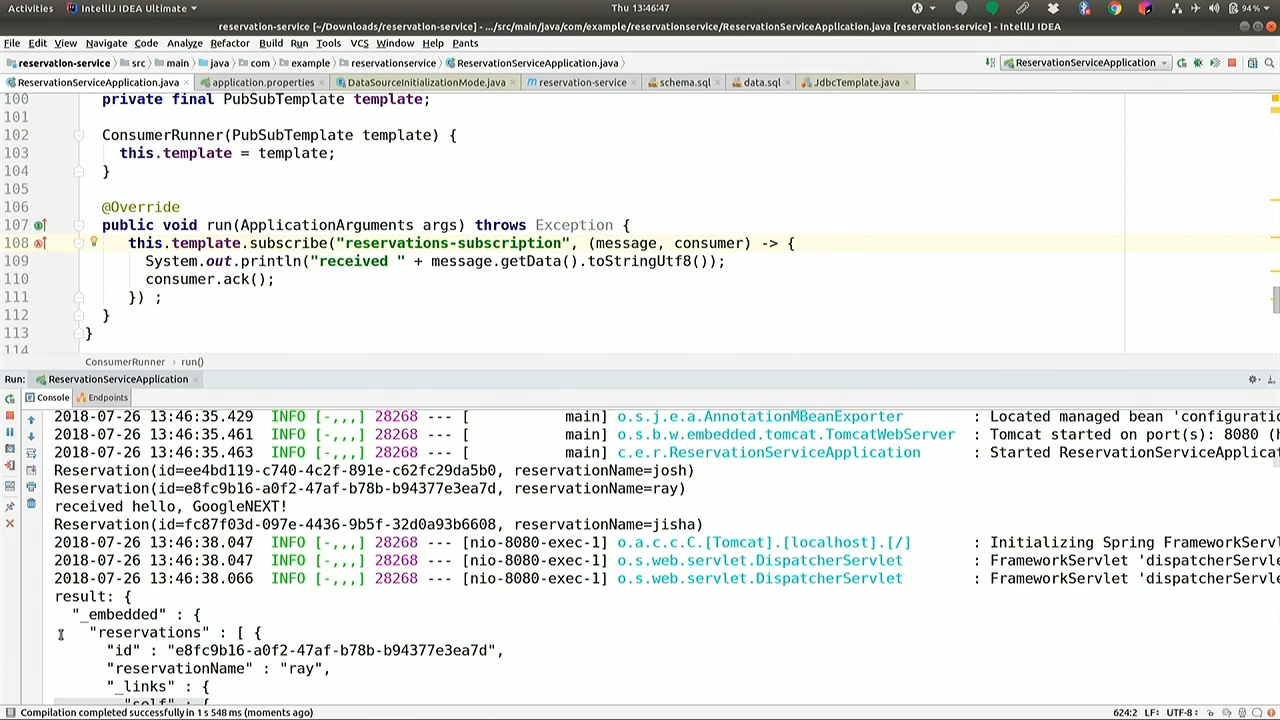 Activities IntelliJ IDEA Ultimate Thu 13:46:47 94%
reservation-service [~/Downloads/reservation-service] - .../src/main/java/com/example/reservationservice/ReservationServiceApplication.java [reservation-service] - IntelliJ IDEA
File Edit View Navigate Code Analyze Refactor Build Run Tools VCS Window Help Pants
reservation-service src main java com example reservationservice ReservationServiceApplication.java ReservationServiceApplication
ReservationServiceApplication.java application.properties DataSourceInitializationMode.java reservation-service schema.sql data.sql JdbcTemplate.java
100 private final PubSubTemplate template;
101
102 ConsumerRunner(PubSubTemplate template) {
103 this.template = template;
104 }
105
106 @Override
107 public void run(ApplicationArguments args) throws Exception {
108 this.template.subscribe("reservations-subscription", (message, consumer) -> {
109 System.out.println("received " + message.getData().toStringUtf8());
110 consumer.ack();
111 }) ;
112 }
113 }
114
ConsumerRunner › run()
Run: ReservationServiceApplication
Console Endpoints
2018-07-26 13:46:35.429 INFO [-,,,] 28268 --- [ main] o.s.j.e.a.AnnotationMBeanExporter : Located managed bean 'configurati
2018-07-26 13:46:35.461 INFO [-,,,] 28268 --- [ main] o.s.b.w.embedded.tomcat.TomcatWebServer : Tomcat started on port(s): 8080 (h
2018-07-26 13:46:35.463 INFO [-,,,] 28268 --- [ main] c.e.r.ReservationServiceApplication : Started ReservationServiceApplicat
Reservation(id=ee4bd119-c740-4c2f-891e-c62fc29da5b0, reservationName=josh)
Reservation(id=e8fc9b16-a0f2-47af-b78b-b94377e3ea7d, reservationName=ray)
received hello, GoogleNEXT!
Reservation(id=fc87f03d-097e-4436-9b5f-32d0a93b6608, reservationName=jisha)
2018-07-26 13:46:38.047 INFO [-,,,] 28268 --- [nio-8080-exec-1] o.a.c.c.C.[Tomcat].[localhost].[/] : Initializing Spring FrameworkServl
2018-07-26 13:46:38.047 INFO [-,,,] 28268 --- [nio-8080-exec-1] o.s.web.servlet.DispatcherServlet : FrameworkServlet 'dispatcherServle
2018-07-26 13:46:38.066 INFO [-,,,] 28268 --- [nio-8080-exec-1] o.s.web.servlet.DispatcherServlet : FrameworkServlet 'dispatcherServle
result: {
"_embedded" : {
"reservations" : [ {
"id" : "e8fc9b16-a0f2-47af-b78b-b94377e3ea7d",
"reservationName" : "ray",
"_links" : {
"self" : {
Compilation completed successfully in 1 s 548 ms (moments ago) 624:2 LF÷ UTF-8÷